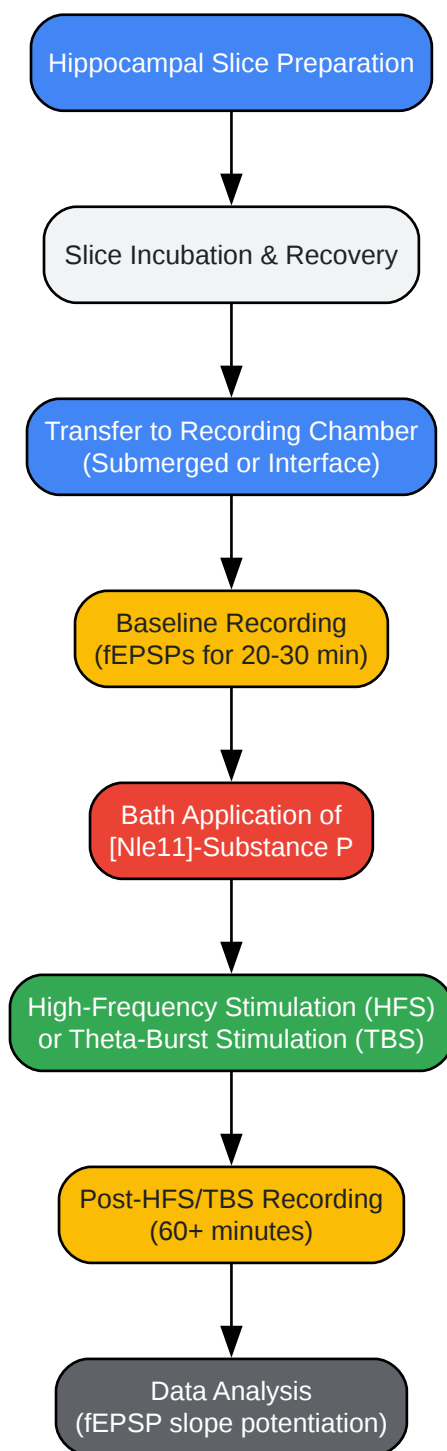 Hippocampal Slice Preparation
Slice Incubation & Recovery
Transfer to Recording Chamber
(Submerged or Interface)
Baseline Recording
(fEPSPs for 20-30 min)
Bath Application of
[Nle11]-Substance P
High-Frequency Stimulation (HFS)
or Theta-Burst Stimulation (TBS)
Post-HFS/TBS Recording
(60+ minutes)
Data Analysis
(fEPSP slope potentiation)